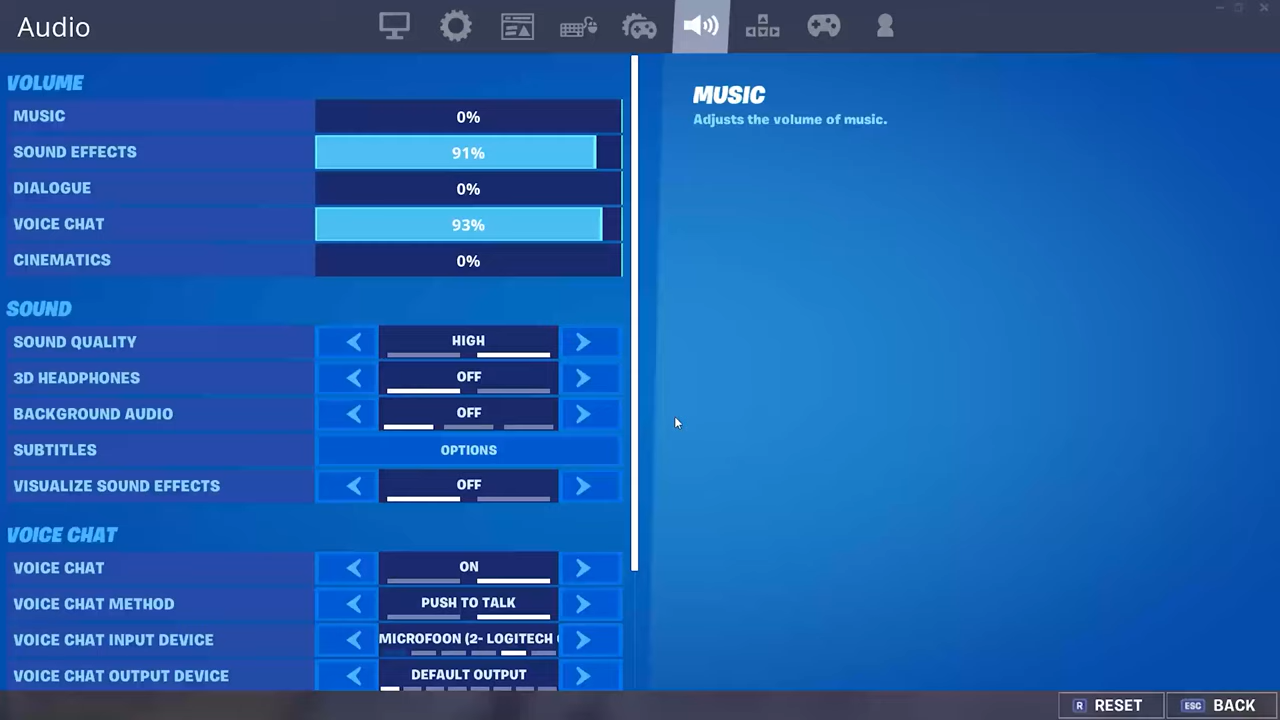 Audio
VOLUME
MUSIC 0%
SOUND EFFECTS 91%
DIALOGUE 0%
VOICE CHAT 93%
CINEMATICS 0%
SOUND
SOUND QUALITY HIGH
3D HEADPHONES OFF
BACKGROUND AUDIO OFF
SUBTITLES OPTIONS
VISUALIZE SOUND EFFECTS OFF
VOICE CHAT
VOICE CHAT ON
VOICE CHAT METHOD PUSH TO TALK
VOICE CHAT INPUT DEVICE MICROFOON (2- LOGITECH
VOICE CHAT OUTPUT DEVICE DEFAULT OUTPUT
MUSIC
Adjusts the volume of music.
R RESET ESC BACK